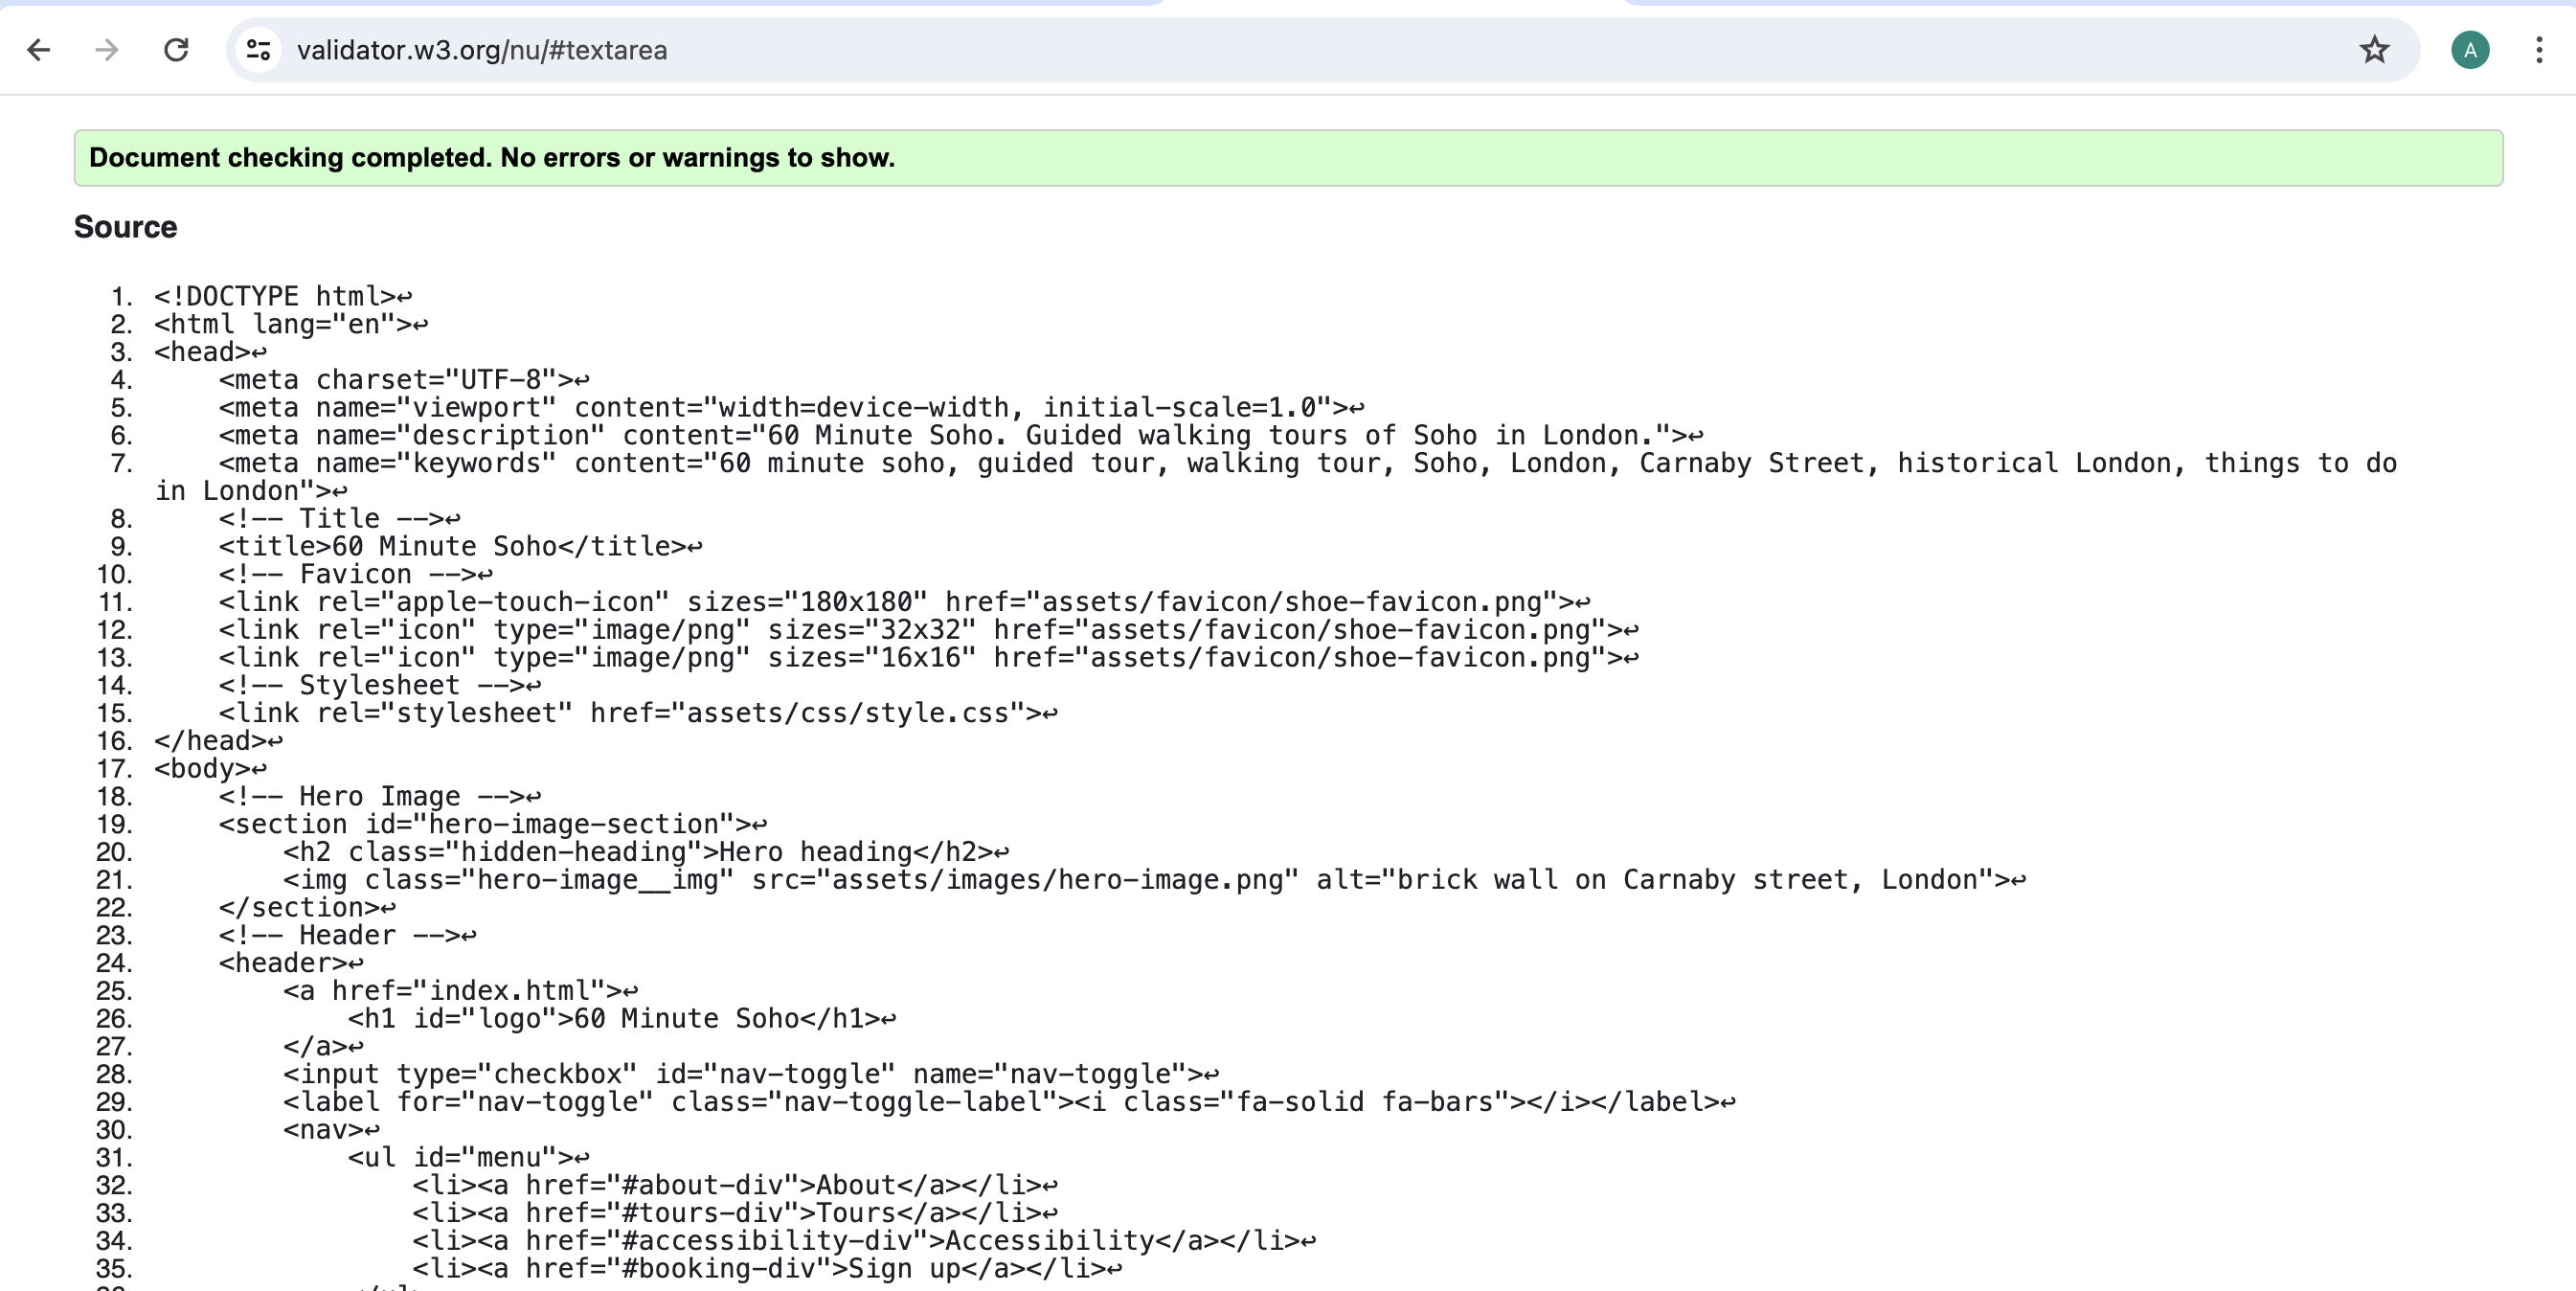 validator.w3.org/nu/#textarea
A
Document checking completed. No errors or warnings to show.
Source
1. <!DOCTYPE html>↩
2. <html lang="en">↩
3. <head>↩
4.     <meta charset="UTF-8">↩
5.     <meta name="viewport" content="width=device-width, initial-scale=1.0">↩
6.     <meta name="description" content="60 Minute Soho. Guided walking tours of Soho in London.">↩
7.     <meta name="keywords" content="60 minute soho, guided tour, walking tour, Soho, London, Carnaby Street, historical London, things to do
in London">↩
8.     <!-- Title -->↩
9.     <title>60 Minute Soho</title>↩
10.     <!-- Favicon -->↩
11.     <link rel="apple-touch-icon" sizes="180x180" href="assets/favicon/shoe-favicon.png">↩
12.     <link rel="icon" type="image/png" sizes="32x32" href="assets/favicon/shoe-favicon.png">↩
13.     <link rel="icon" type="image/png" sizes="16x16" href="assets/favicon/shoe-favicon.png">↩
14.     <!-- Stylesheet -->↩
15.     <link rel="stylesheet" href="assets/css/style.css">↩
16. </head>↩
17. <body>↩
18.     <!-- Hero Image -->↩
19.     <section id="hero-image-section">↩
20.         <h2 class="hidden-heading">Hero heading</h2>↩
21.         <img class="hero-image__img" src="assets/images/hero-image.png" alt="brick wall on Carnaby street, London">↩
22.     </section>↩
23.     <!-- Header -->↩
24.     <header>↩
25.         <a href="index.html">↩
26.             <h1 id="logo">60 Minute Soho</h1>↩
27.         </a>↩
28.         <input type="checkbox" id="nav-toggle" name="nav-toggle">↩
29.         <label for="nav-toggle" class="nav-toggle-label"><i class="fa-solid fa-bars"></i></label>↩
30.         <nav>↩
31.             <ul id="menu">↩
32.                 <li><a href="#about-div">About</a></li>↩
33.                 <li><a href="#tours-div">Tours</a></li>↩
34.                 <li><a href="#accessibility-div">Accessibility</a></li>↩
35.                 <li><a href="#booking-div">Sign up</a></li>↩